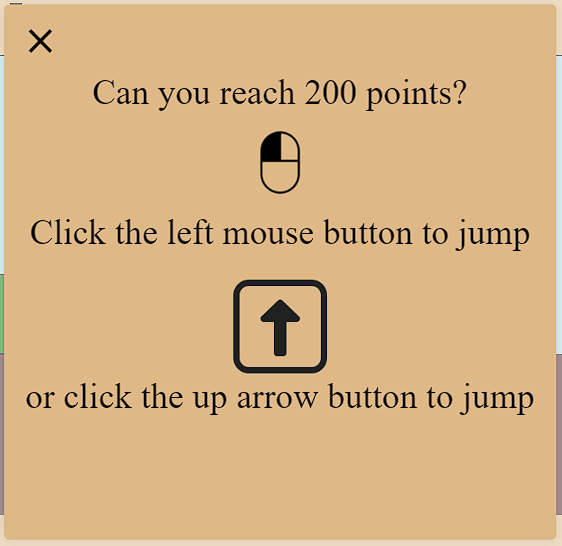 Can you reach 200 points?
Click the left mouse button to jump
or click the up arrow button to jump